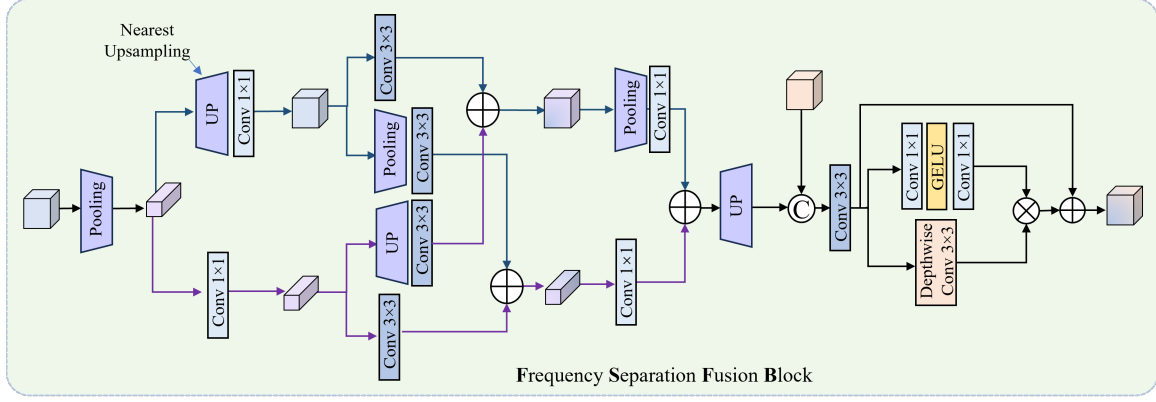 Nearest
Upsampling
Pooling
UP
Conv 1×1
Conv 1×1
Conv 3×3
Pooling
Conv 3×3
UP
Conv 3×3
Conv 3×3
Pooling
Conv 1×1
Conv 1×1
UP
C
Conv 3×3
Conv 1×1
GELU
Conv 1×1
Depthwise
Conv 3×3
Frequency Separation Fusion Block